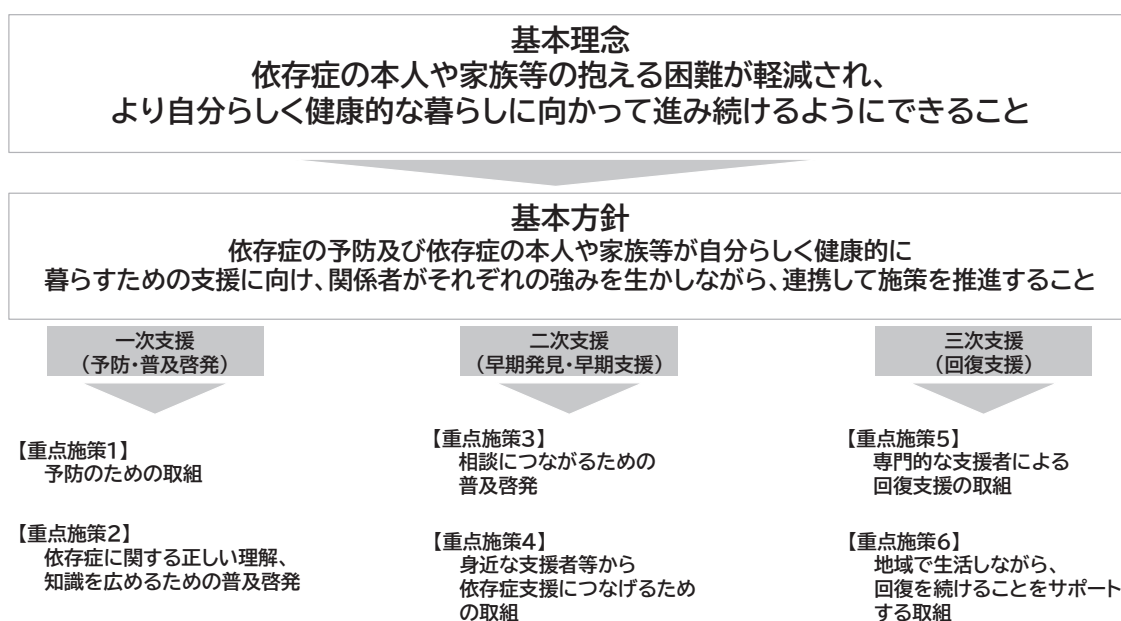 基本理念
依存症の本人や家族等の抱える困難が軽減され、
より自分らしく健康的な暮らしに向かって進み続けるようにできること
基本方針
依存症の予防及び依存症の本人や家族等が自分らしく健康的に
暮らすための支援に向け、関係者がそれぞれの強みを生かしながら、連携して施策を推進すること
一次支援
（予防・普及啓発）
【重点施策1】
予防のための取組
【重点施策2】
依存症に関する正しい理解、
知識を広めるための普及啓発
二次支援
（早期発見・早期支援）
【重点施策3】
相談につながるための
普及啓発
【重点施策4】
身近な支援者等から
依存症支援につなげるため
の取組
三次支援
（回復支援）
【重点施策5】
専門的な支援者による
回復支援の取組
【重点施策6】
地域で生活しながら、
回復を続けることをサポート
する取組